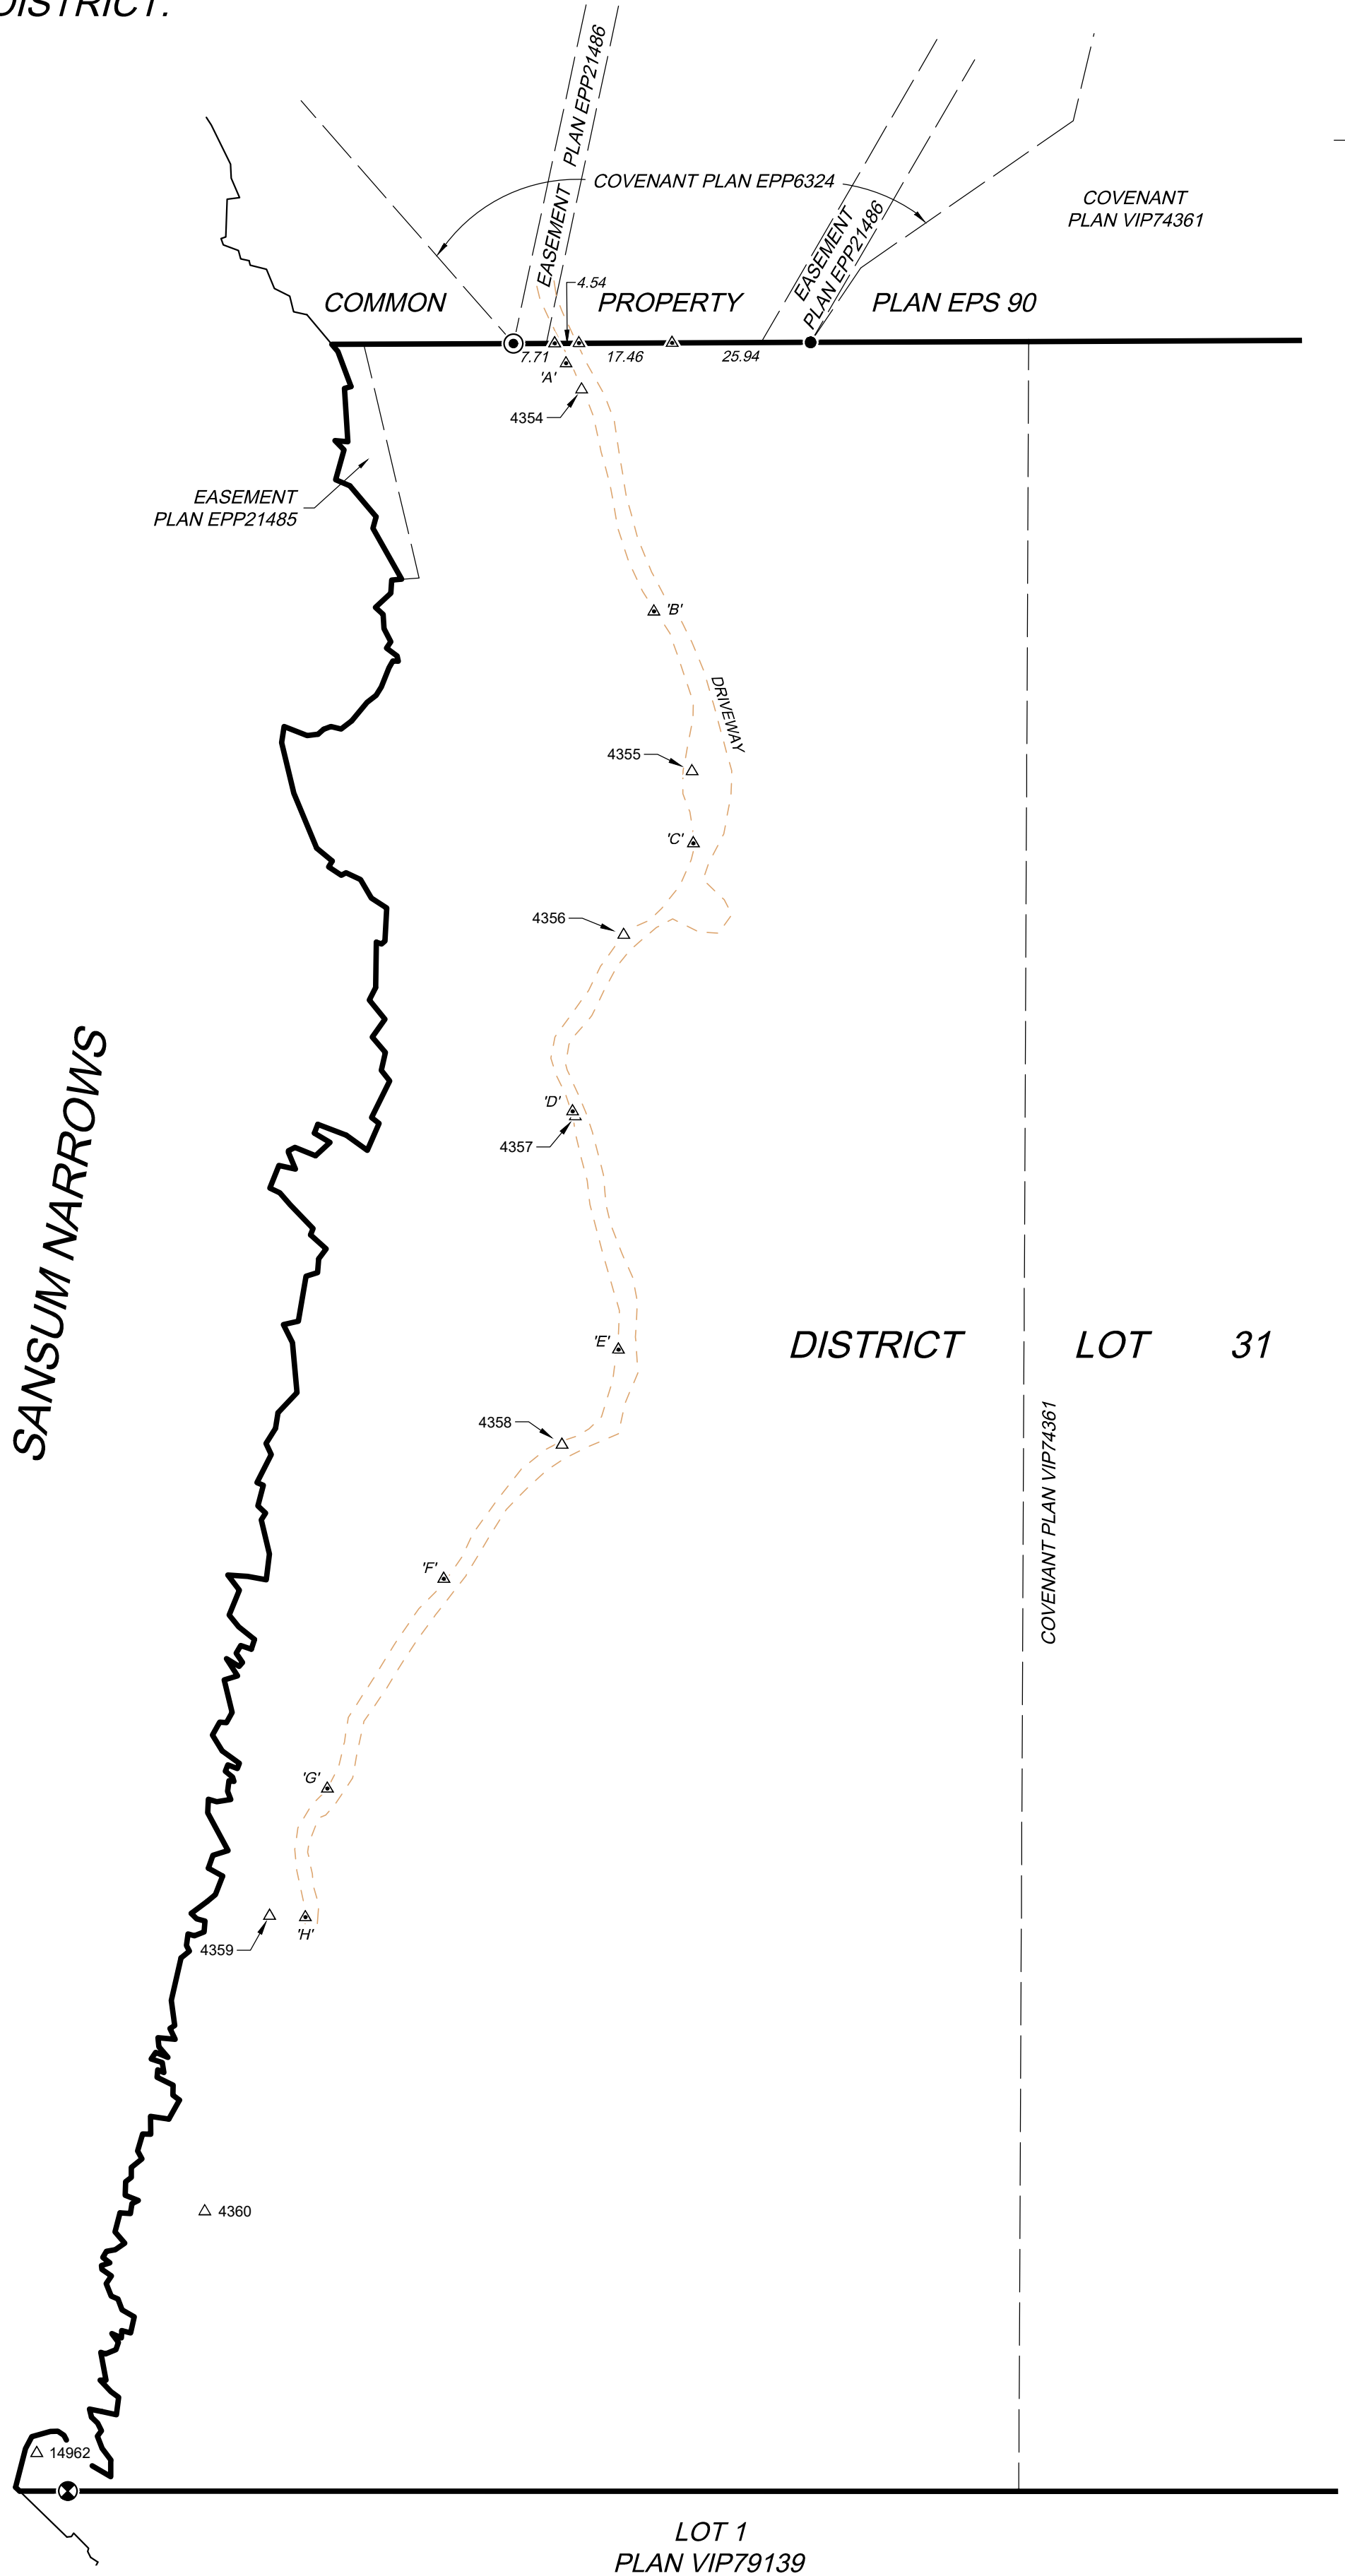 DISTRICT.
EASEMENT PLAN EPP21486
COVENANT PLAN EPP6324
EASEMENT
PLAN EPP21486
COVENANT
PLAN VIP74361
COMMON PROPERTY PLAN EPS 90
4.54
7.71
17.46
25.94
'A'
4354
EASEMENT
PLAN EPP21485
'B'
DRIVEWAY
4355
'C'
4356
'D'
4357
SANSUM NARROWS
'E'
DISTRICT LOT 31
4358
COVENANT PLAN VIP74361
'F'
'G'
4359
'H'
4360
14962
LOT 1
PLAN VIP79139